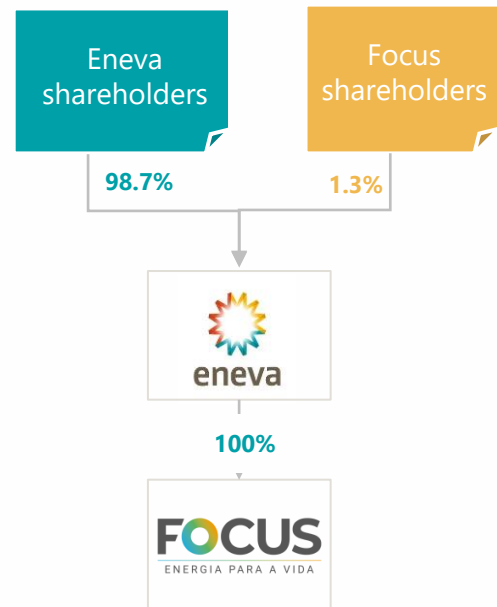 Eneva
shareholders
Focus
shareholders
98.7%
1.3%
eneva
100%
FOCUS
ENERGIA PARA A VIDA